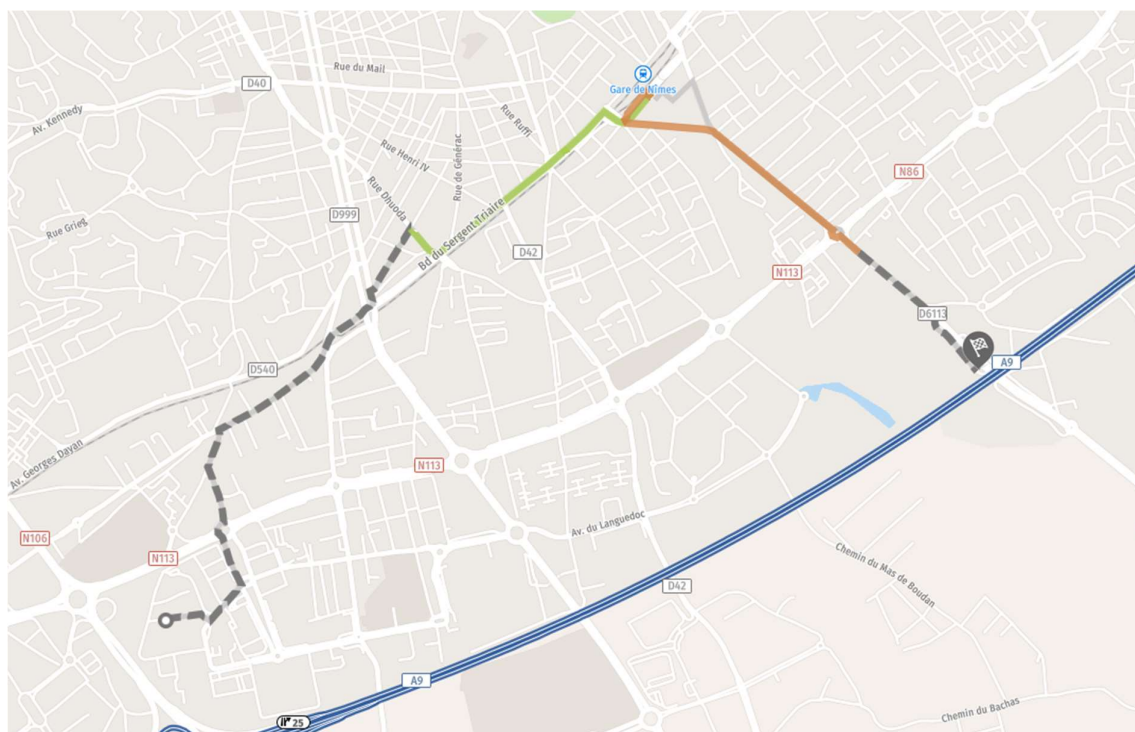 Rue du Mail
D40
Gare de Nîmes
Av. Kennedy
Rue Ruffi
Rue Henri IV
Rue de Générac
N86
Rue Dhuoda
D999
Rue Grieg
Bd du Sergent Triaire
D42
N113
D6113
A9
D540
Av. Georges Dayan
N113
Av. du Languedoc
N106
N113
Chemin du Mas de Boudan
D42
A9
Chemin du Bachas
25